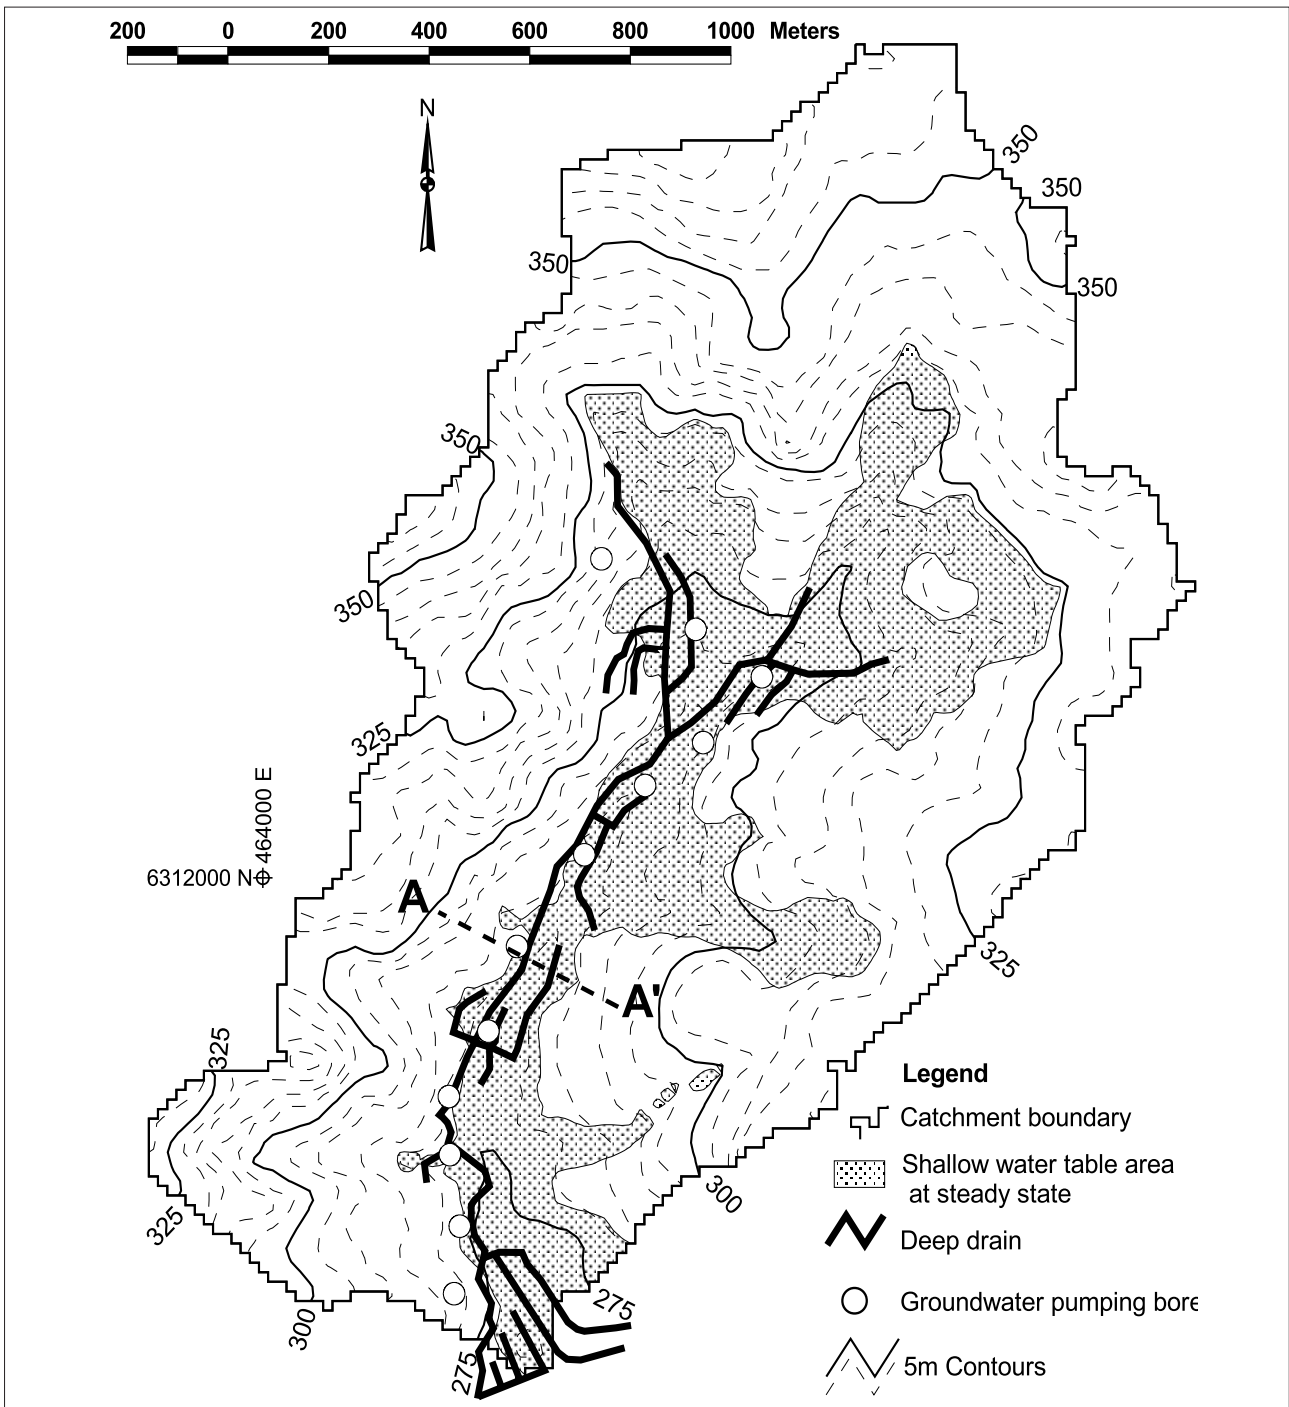 200 0 200 400 600 800 1000 Meters
N
350
350
350
350
350
350
325
464000 E
6312000 N
A
A'
325
325
325
300
300
275
275
Legend
Catchment boundary
Shallow water table area
at steady state
Deep drain
Groundwater pumping bore
5m Contours